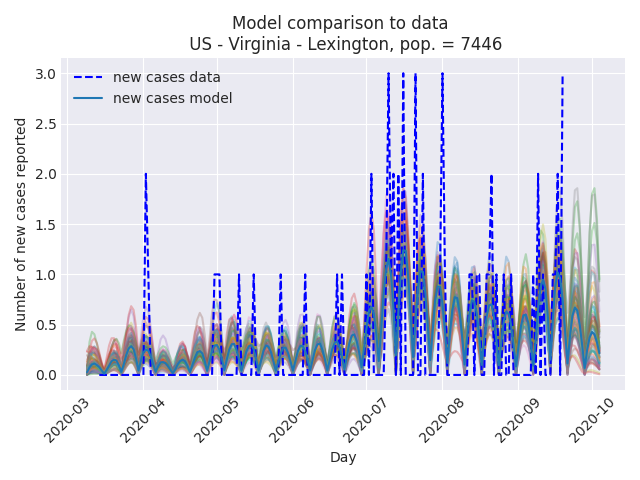 Model comparison to data
US - Virginia - Lexington, pop. = 7446
new cases data
new cases model
Number of new cases reported
3.0
2.5
2.0
1.5
1.0
0.5
0.0
2020-03
2020-04
2020-05
2020-06
2020-07
2020-08
2020-09
2020-10
Day